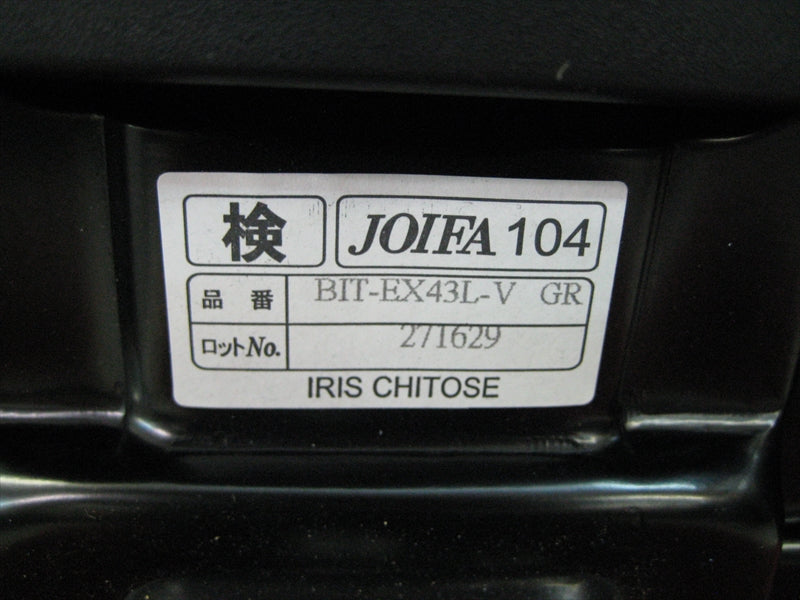 検 JOIFA 104
品番 BIT-EX43L-V GR
ロットNo. 271629
IRIS CHITOSE